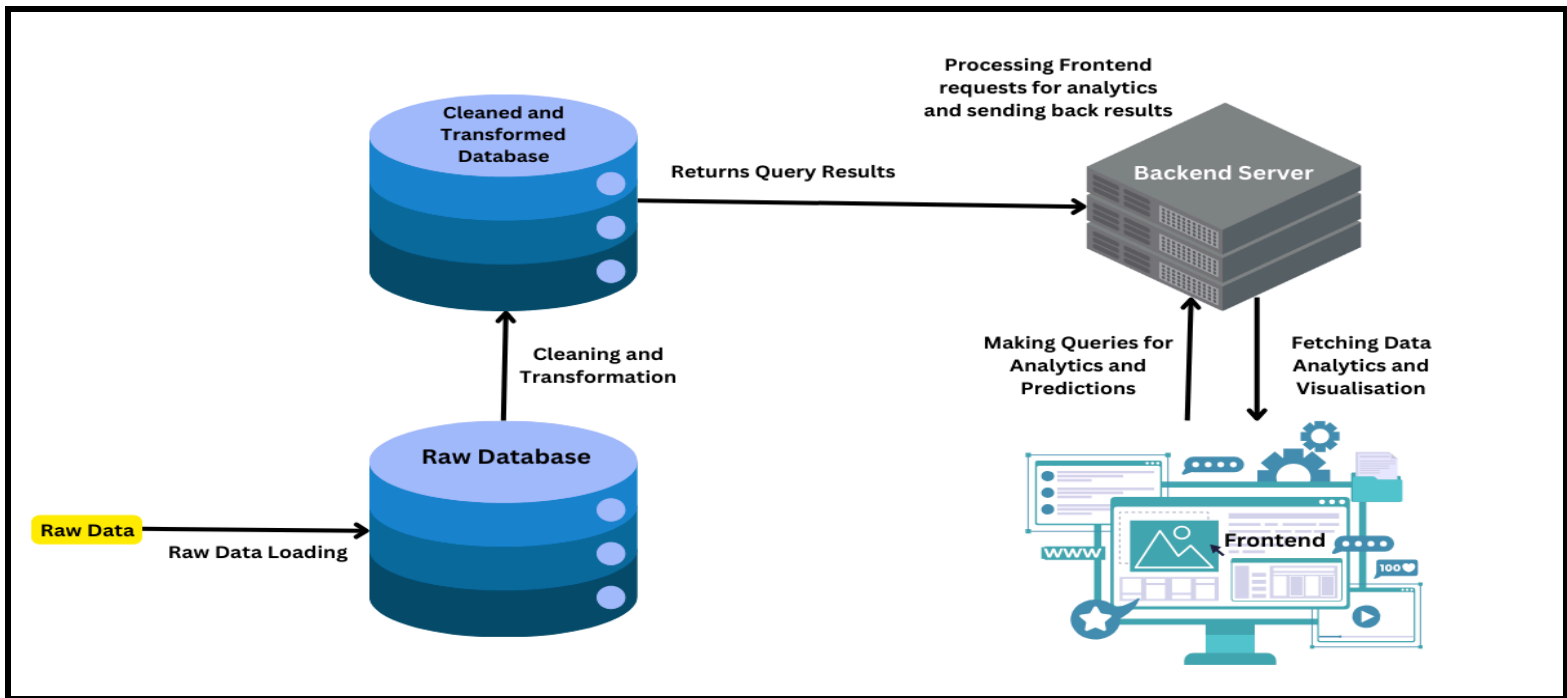 Processing Frontend
requests for analytics
and sending back results
Cleaned and
Transformed
Database
Returns Query Results
Backend Server
Cleaning and
Transformation
Making Queries for
Analytics and
Predictions
Fetching Data
Analytics and
Visualisation
Raw Database
Raw Data
Raw Data Loading
Frontend
WWW
100